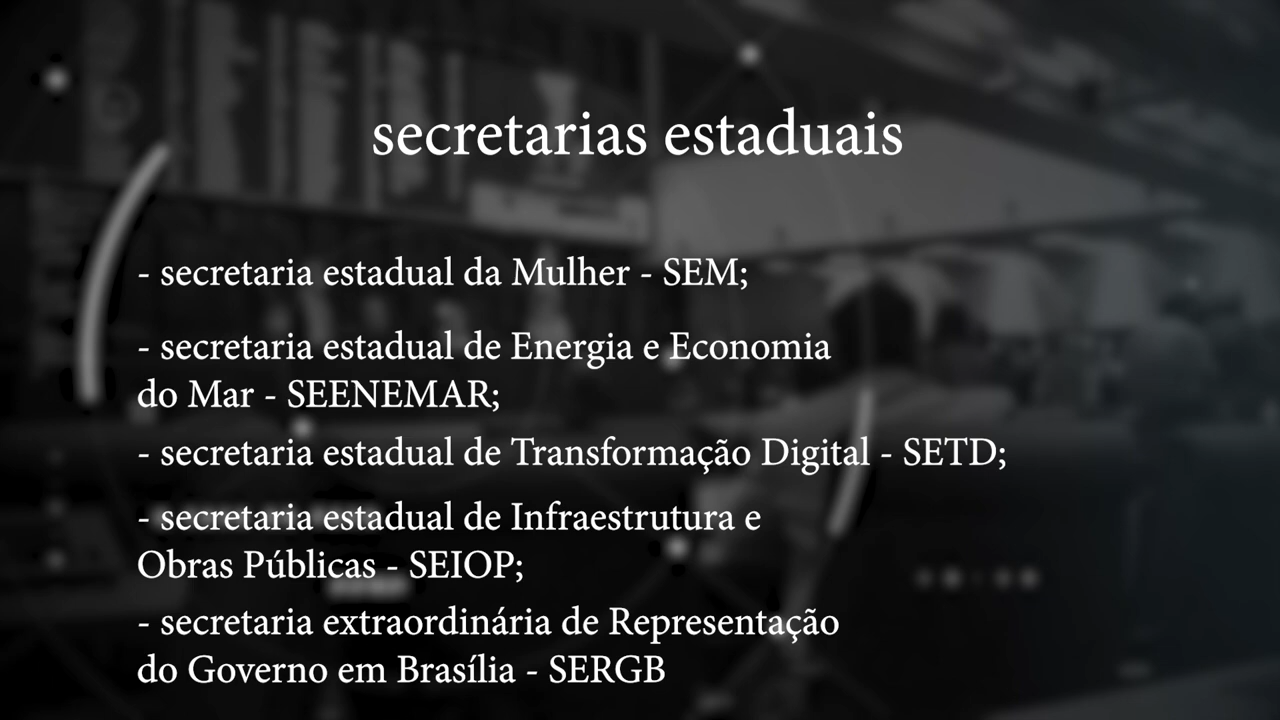 secretarias estaduais
- secretaria estadual da Mulher - SEM;
- secretaria estadual de Energia e Economia
do Mar - SEENEMAR;
- secretaria estadual de Transformação Digital - SETD;
- secretaria estadual de Infraestrutura e
Obras Públicas - SEIOP;
- secretaria extraordinária de Representação
do Governo em Brasília - SERGB